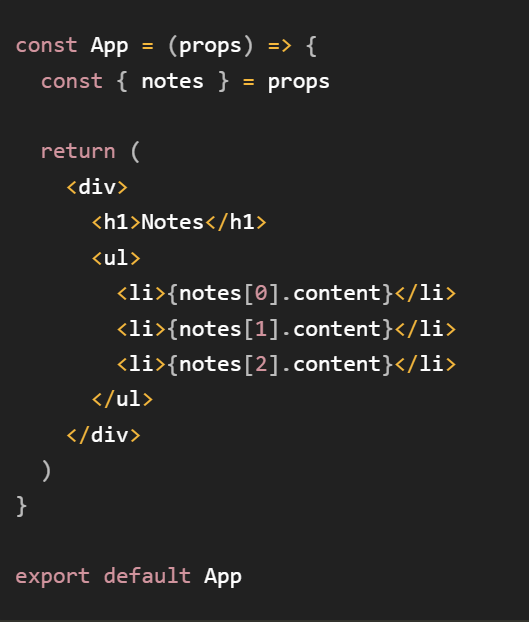 const App = (props) => {
  const { notes } = props

  return (
    <div>
      <h1>Notes</h1>
      <ul>
        <li>{notes[0].content}</li>
        <li>{notes[1].content}</li>
        <li>{notes[2].content}</li>
      </ul>
    </div>
  )
}

export default App